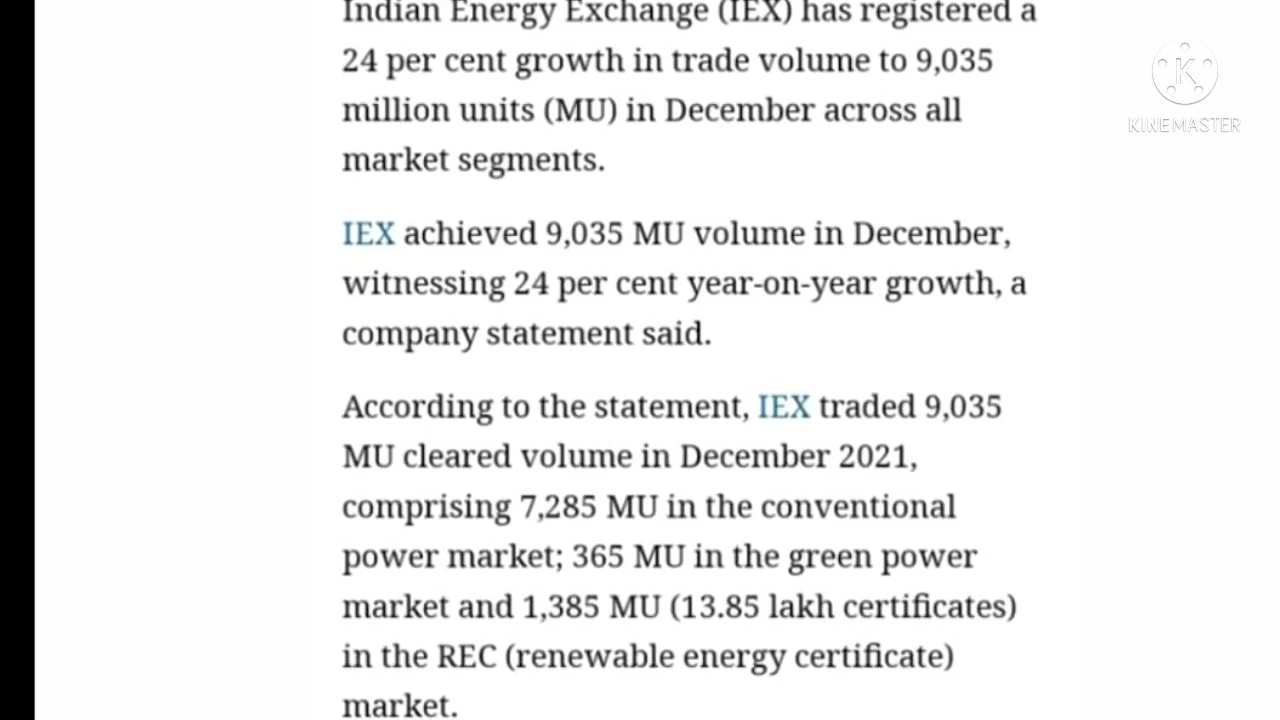 Indian Energy Exchange (IEX) has registered a
24 per cent growth in trade volume to 9,035
million units (MU) in December across all
market segments.
IEX achieved 9,035 MU volume in December,
witnessing 24 per cent year-on-year growth, a
company statement said.
According to the statement, IEX traded 9,035
MU cleared volume in December 2021,
comprising 7,285 MU in the conventional
power market; 365 MU in the green power
market and 1,385 MU (13.85 lakh certificates)
in the REC (renewable energy certificate)
market.
K
KINEMASTER